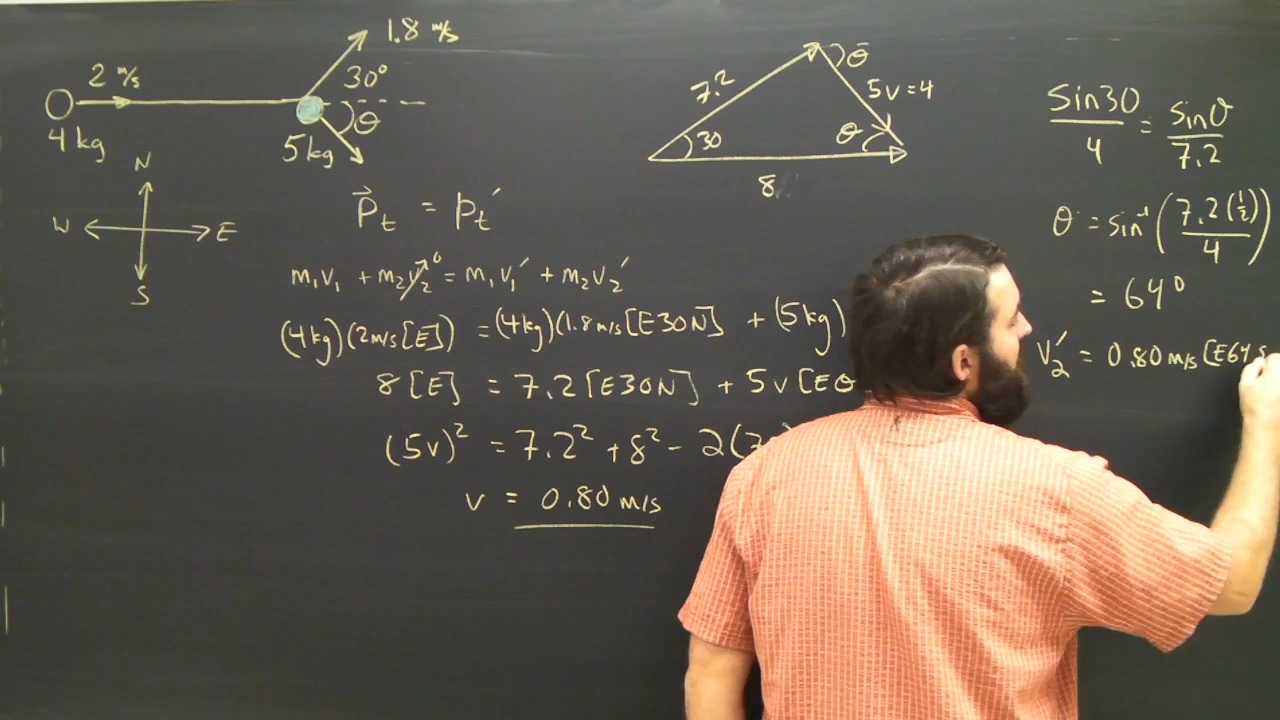 2 m/s
4 kg
1.8 m/s
30°
θ
5 kg
N
W E
S
7.2
30
8
5v=4
θ
θ
P⃗t = pt′
m₁v₁ + m₂v₂⁰ = m₁v₁′ + m₂v₂′
(4kg)(2m/s[E]) = (4kg)(1.8m/s[E30N] + (5kg)
8[E] = 7.2[E30N] + 5v[Eθ
(5v)² = 7.2² + 8² - 2(7
v = 0.80 m/s
Sin30/4 = sinθ/7.2
θ = sin⁻¹(7.2(1/2)/4)
= 64°
V₂′ = 0.80 m/s [E64 S